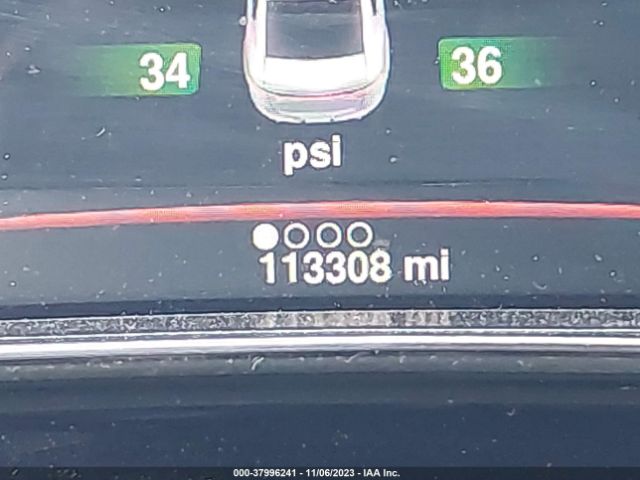 34 36
psi
113308 mi
000-37996241 - 11/06/2023 - IAA Inc.